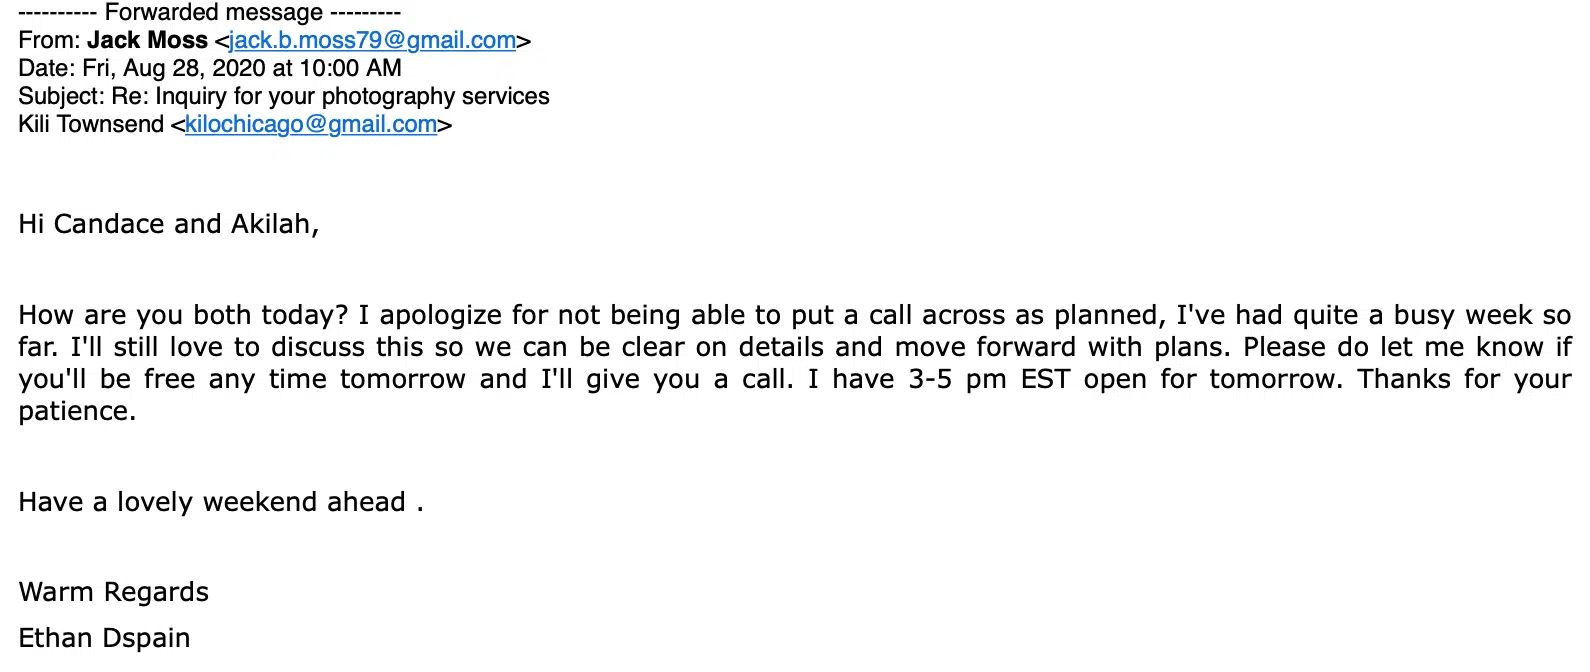 ---------- Forwarded message ---------
From: Jack Moss <jack.b.moss79@gmail.com>
Date: Fri, Aug 28, 2020 at 10:00 AM
Subject: Re: Inquiry for your photography services
Kili Townsend <kilochicago@gmail.com>
Hi Candace and Akilah,
How are you both today? I apologize for not being able to put a call across as planned, I've had quite a busy week so
far. I'll still love to discuss this so we can be clear on details and move forward with plans. Please do let me know if
you'll be free any time tomorrow and I'll give you a call. I have 3-5 pm EST open for tomorrow. Thanks for your
patience.
Have a lovely weekend ahead .
Warm Regards
Ethan Dspain